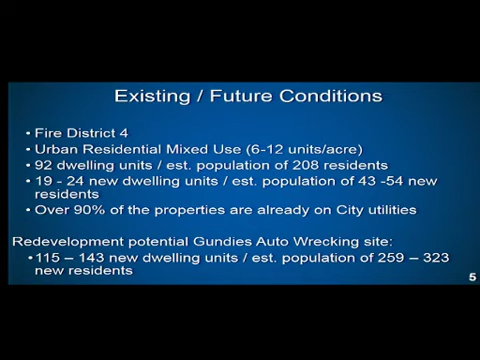 Existing / Future Conditions
• Fire District 4
• Urban Residential Mixed Use (6-12 units/acre)
• 92 dwelling units / est. population of 208 residents
• 19 - 24 new dwelling units / est. population of 43 -54 new
residents
• Over 90% of the properties are already on City utilities
Redevelopment potential Gundies Auto Wrecking site:
• 115 – 143 new dwelling units / est. population of 259 – 323
new residents
5